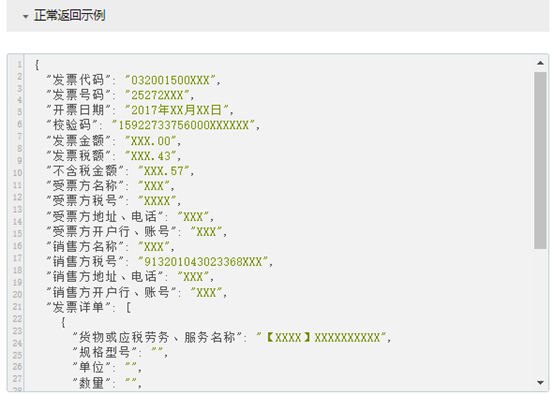 正常返回示例
1 {
2 "发票代码": "032001500XXX",
3 "发票号码": "25272XXX",
4 "开票日期": "2017年XX月XX日",
5 "校验码": "15922733756000XXXXXX",
6 "发票金额": "XXX.00",
7 "发票税额": "XXX.43",
8 "不含税金额": "XXX.57",
9 "受票方名称": "XXX",
10 "受票方税号": "XXXX",
11 "受票方地址、电话": "XXX",
12 "受票方开户行、账号": "XXX",
13 "销售方名称": "XXX",
14 "销售方税号": "913201043023368XXX",
15 "销售方地址、电话": "XXX",
16 "销售方开户行、账号": "XXX",
17 "发票详单": [
18 {
19 "货物或应税劳务、服务名称": "【XXXX】XXXXXXXXXX",
20 "规格型号": "",
21 "单位": "",
22 "数量": "",
23
24
25
26
27
28